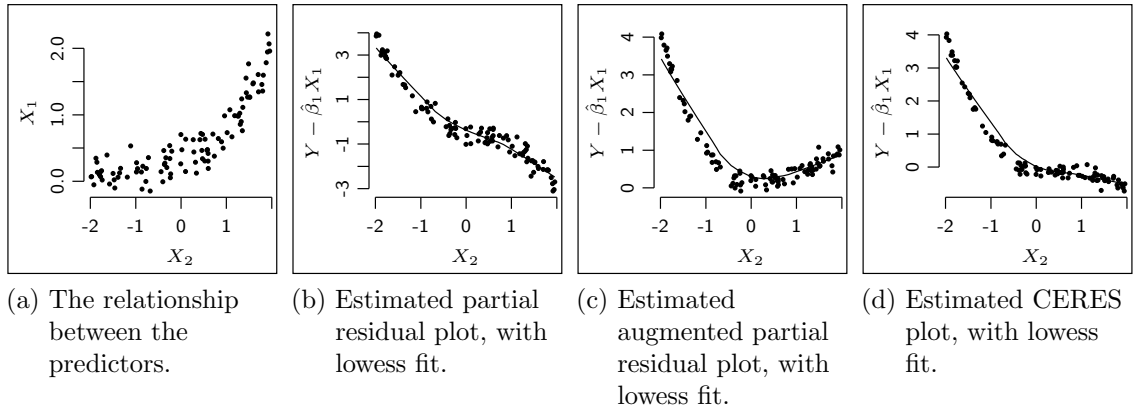 X₁
2.0
1.0
0.0
-2 -1 0 1
X₂
Y − β̂₁X₁
3
1
-1
-3
-2 -1 0 1
X₂
Y − β̂₁X₁
4
3
2
1
0
-2 -1 0 1
X₂
Y − β̂₁X₁
4
3
2
1
0
-2 -1 0 1
X₂
(a) The relationship
between the
predictors.
(b) Estimated partial
residual plot, with
lowess fit.
(c) Estimated
augmented partial
residual plot, with
lowess fit.
(d) Estimated CERES
plot, with lowess
fit.